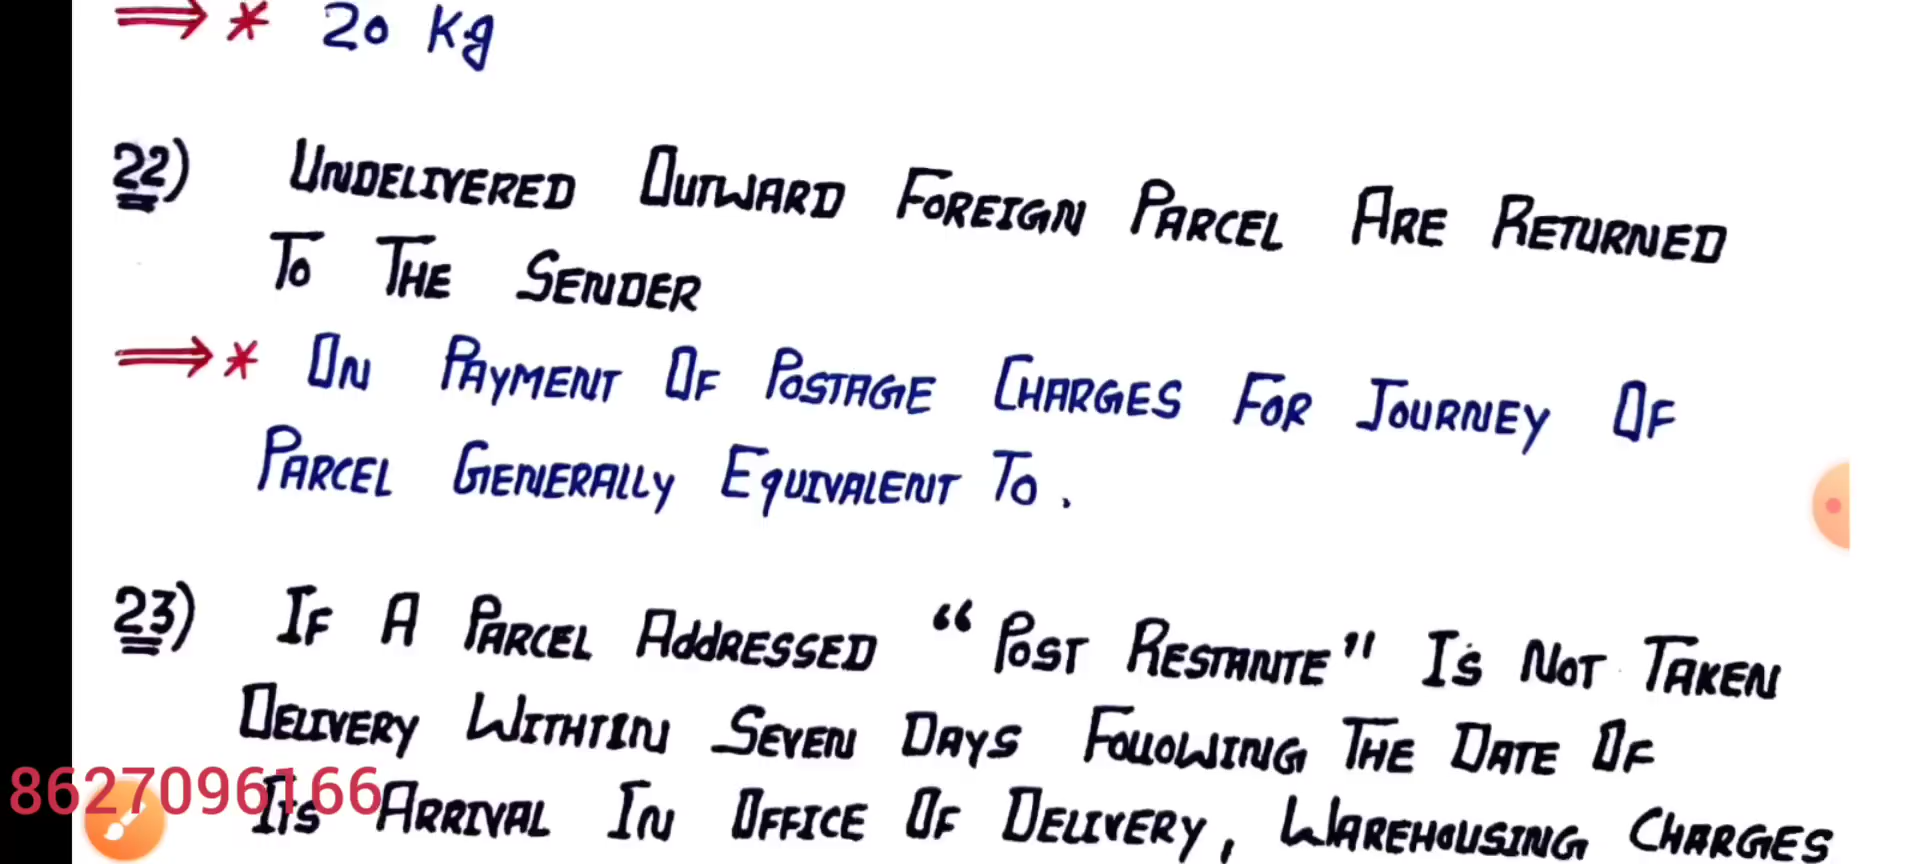 ⟹* 20 Kg
22) UNDELIVERED OUTWARD FOREIGN PARCEL ARE RETURNED
TO THE SENDER
⟹* ON PAYMENT OF POSTAGE CHARGES FOR JOURNEY OF
PARCEL GENERALLY EQUIVALENT TO.
23) IF A PARCEL ADDRESSED "POST RESTANTE" IS NOT TAKEN
DELIVERY WITHTIN SEVEN DAYS FOLLOWING THE DATE OF
ITS ARRIVAL IN OFFICE OF DELIVERY, WAREHOUSING CHARGES
8627096166